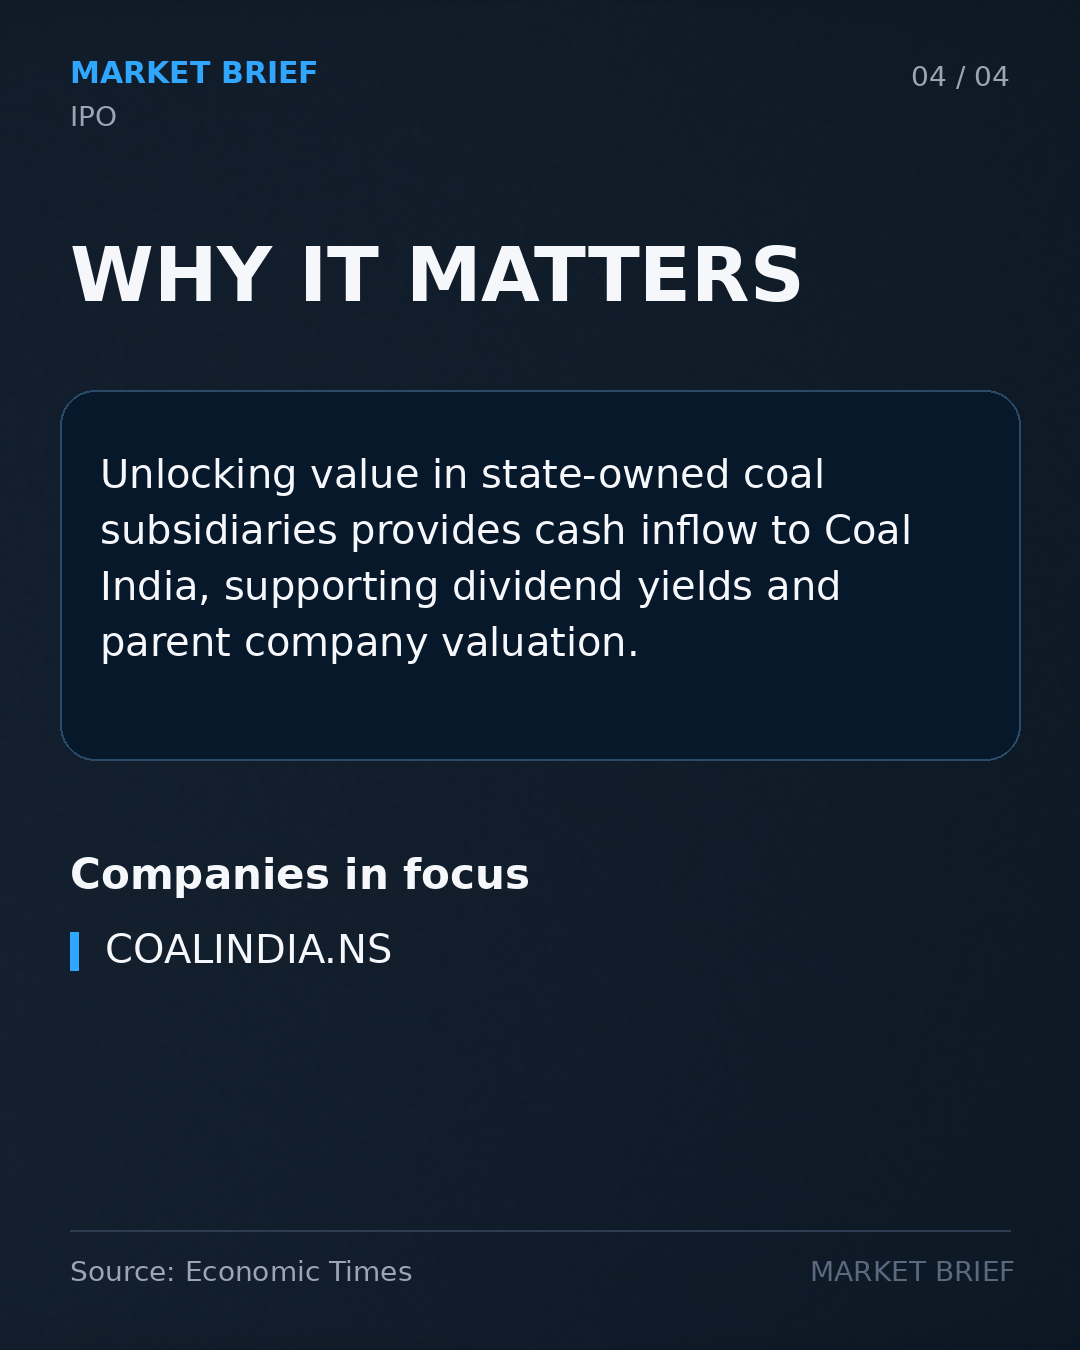 MARKET BRIEF
04 / 04
IPO
WHY IT MATTERS
Unlocking value in state-owned coal
subsidiaries provides cash inflow to Coal
India, supporting dividend yields and
parent company valuation.
Companies in focus
COALINDIA.NS
Source: Economic Times
MARKET BRIEF